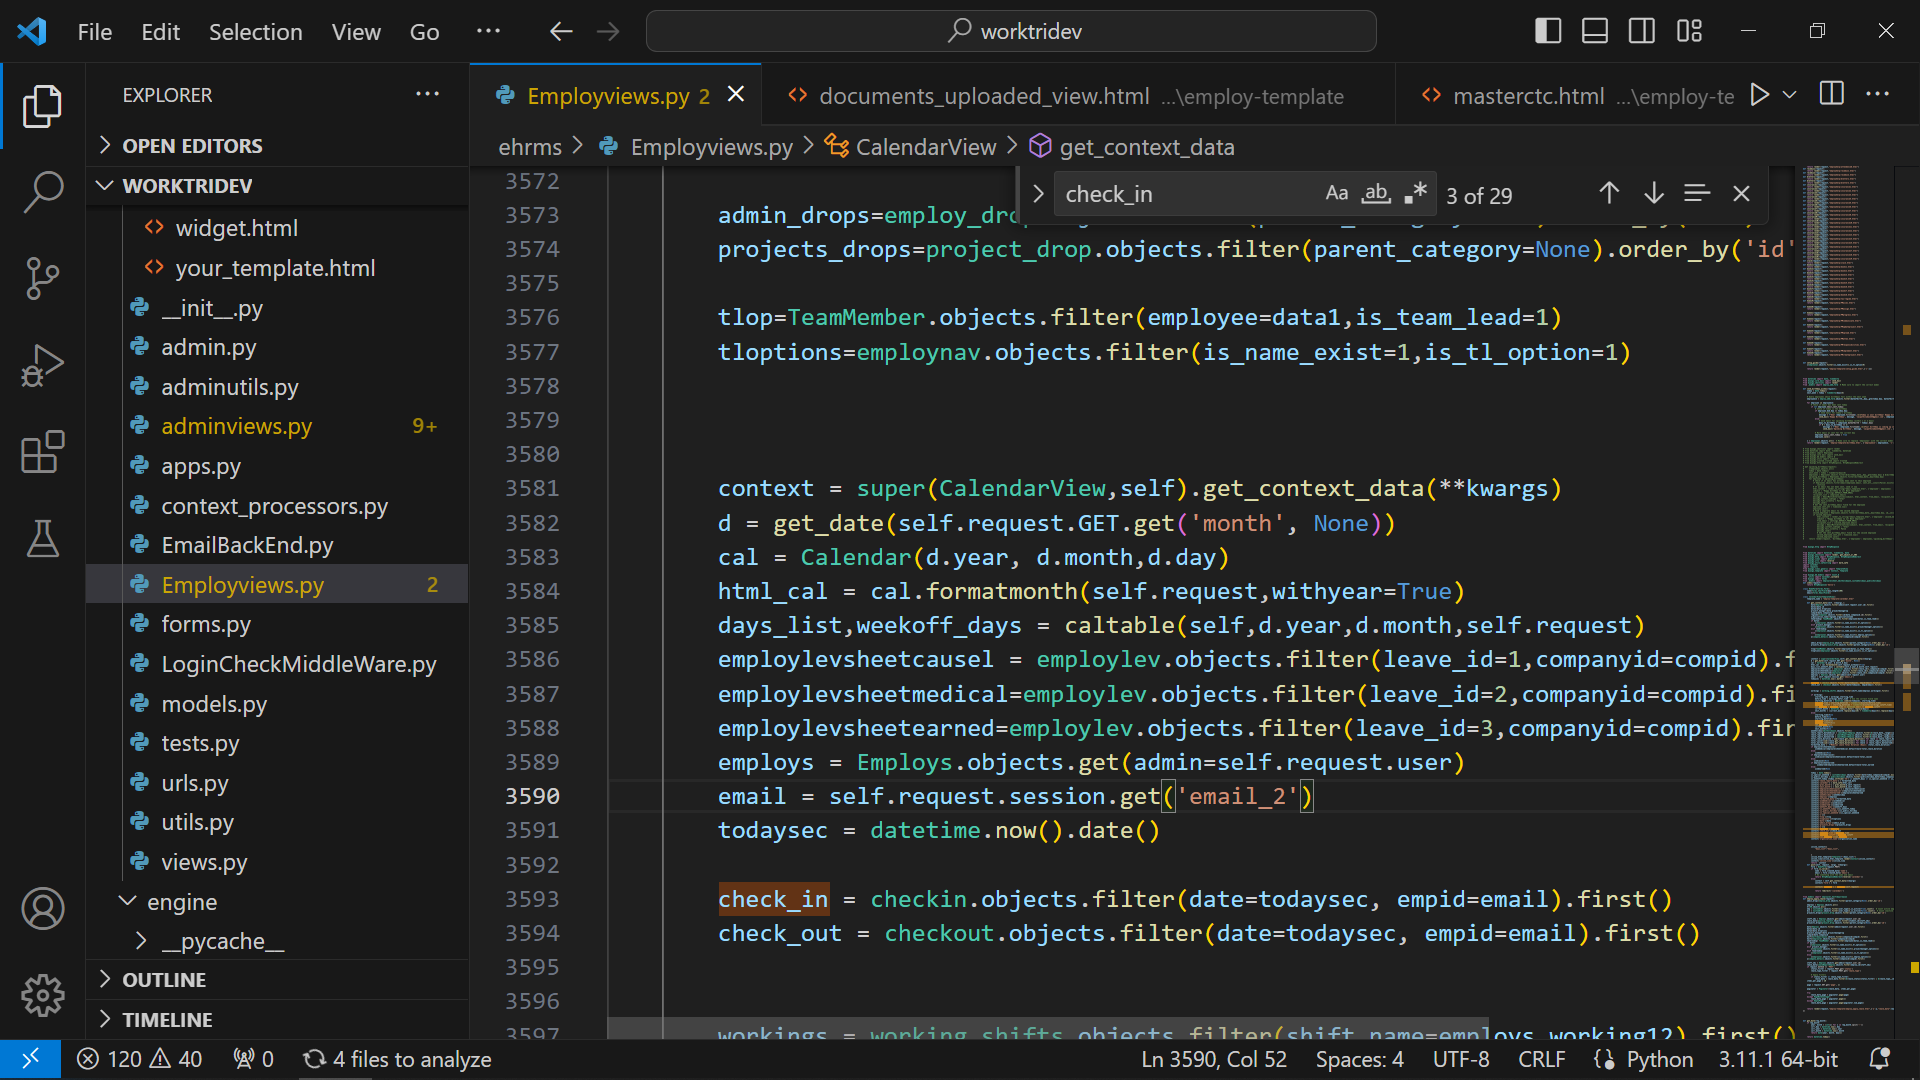 File Edit Selection View Go ··· worktridev
EXPLORER ···
OPEN EDITORS
WORKTRIDEV
widget.html
your_template.html
__init__.py
admin.py
adminutils.py
adminviews.py 9+
apps.py
context_processors.py
EmailBackEnd.py
Employviews.py 2
forms.py
LoginCheckMiddleWare.py
models.py
tests.py
urls.py
utils.py
views.py
engine
__pycache__
OUTLINE
TIMELINE
Employviews.py 2 documents_uploaded_view.html ...\employ-template masterctc.html ...\employ-te
ehrms > Employviews.py > CalendarView > get_context_data
check_in Aa ab .* 3 of 29
3572
3573 admin_drops=employ_dro
3574 projects_drops=project_drop.objects.filter(parent_category=None).order_by('id'
3575
3576 tlop=TeamMember.objects.filter(employee=data1,is_team_lead=1)
3577 tloptions=employnav.objects.filter(is_name_exist=1,is_tl_option=1)
3578
3579
3580
3581 context = super(CalendarView,self).get_context_data(**kwargs)
3582 d = get_date(self.request.GET.get('month', None))
3583 cal = Calendar(d.year, d.month,d.day)
3584 html_cal = cal.formatmonth(self.request,withyear=True)
3585 days_list,weekoff_days = caltable(self,d.year,d.month,self.request)
3586 employlevsheetcausel = employlev.objects.filter(leave_id=1,companyid=compid).f
3587 employlevsheetmedical=employlev.objects.filter(leave_id=2,companyid=compid).fi
3588 employlevsheetearned=employlev.objects.filter(leave_id=3,companyid=compid).fir
3589 employs = Employs.objects.get(admin=self.request.user)
3590 email = self.request.session.get('email_2')
3591 todaysec = datetime.now().date()
3592
3593 check_in = checkin.objects.filter(date=todaysec, empid=email).first()
3594 check_out = checkout.objects.filter(date=todaysec, empid=email).first()
3595
3596
3597 workings = working_shifts.objects.filter(shift_name=employs.working12).first()
120 40 0 4 files to analyze Ln 3590, Col 52 Spaces: 4 UTF-8 CRLF Python 3.11.1 64-bit